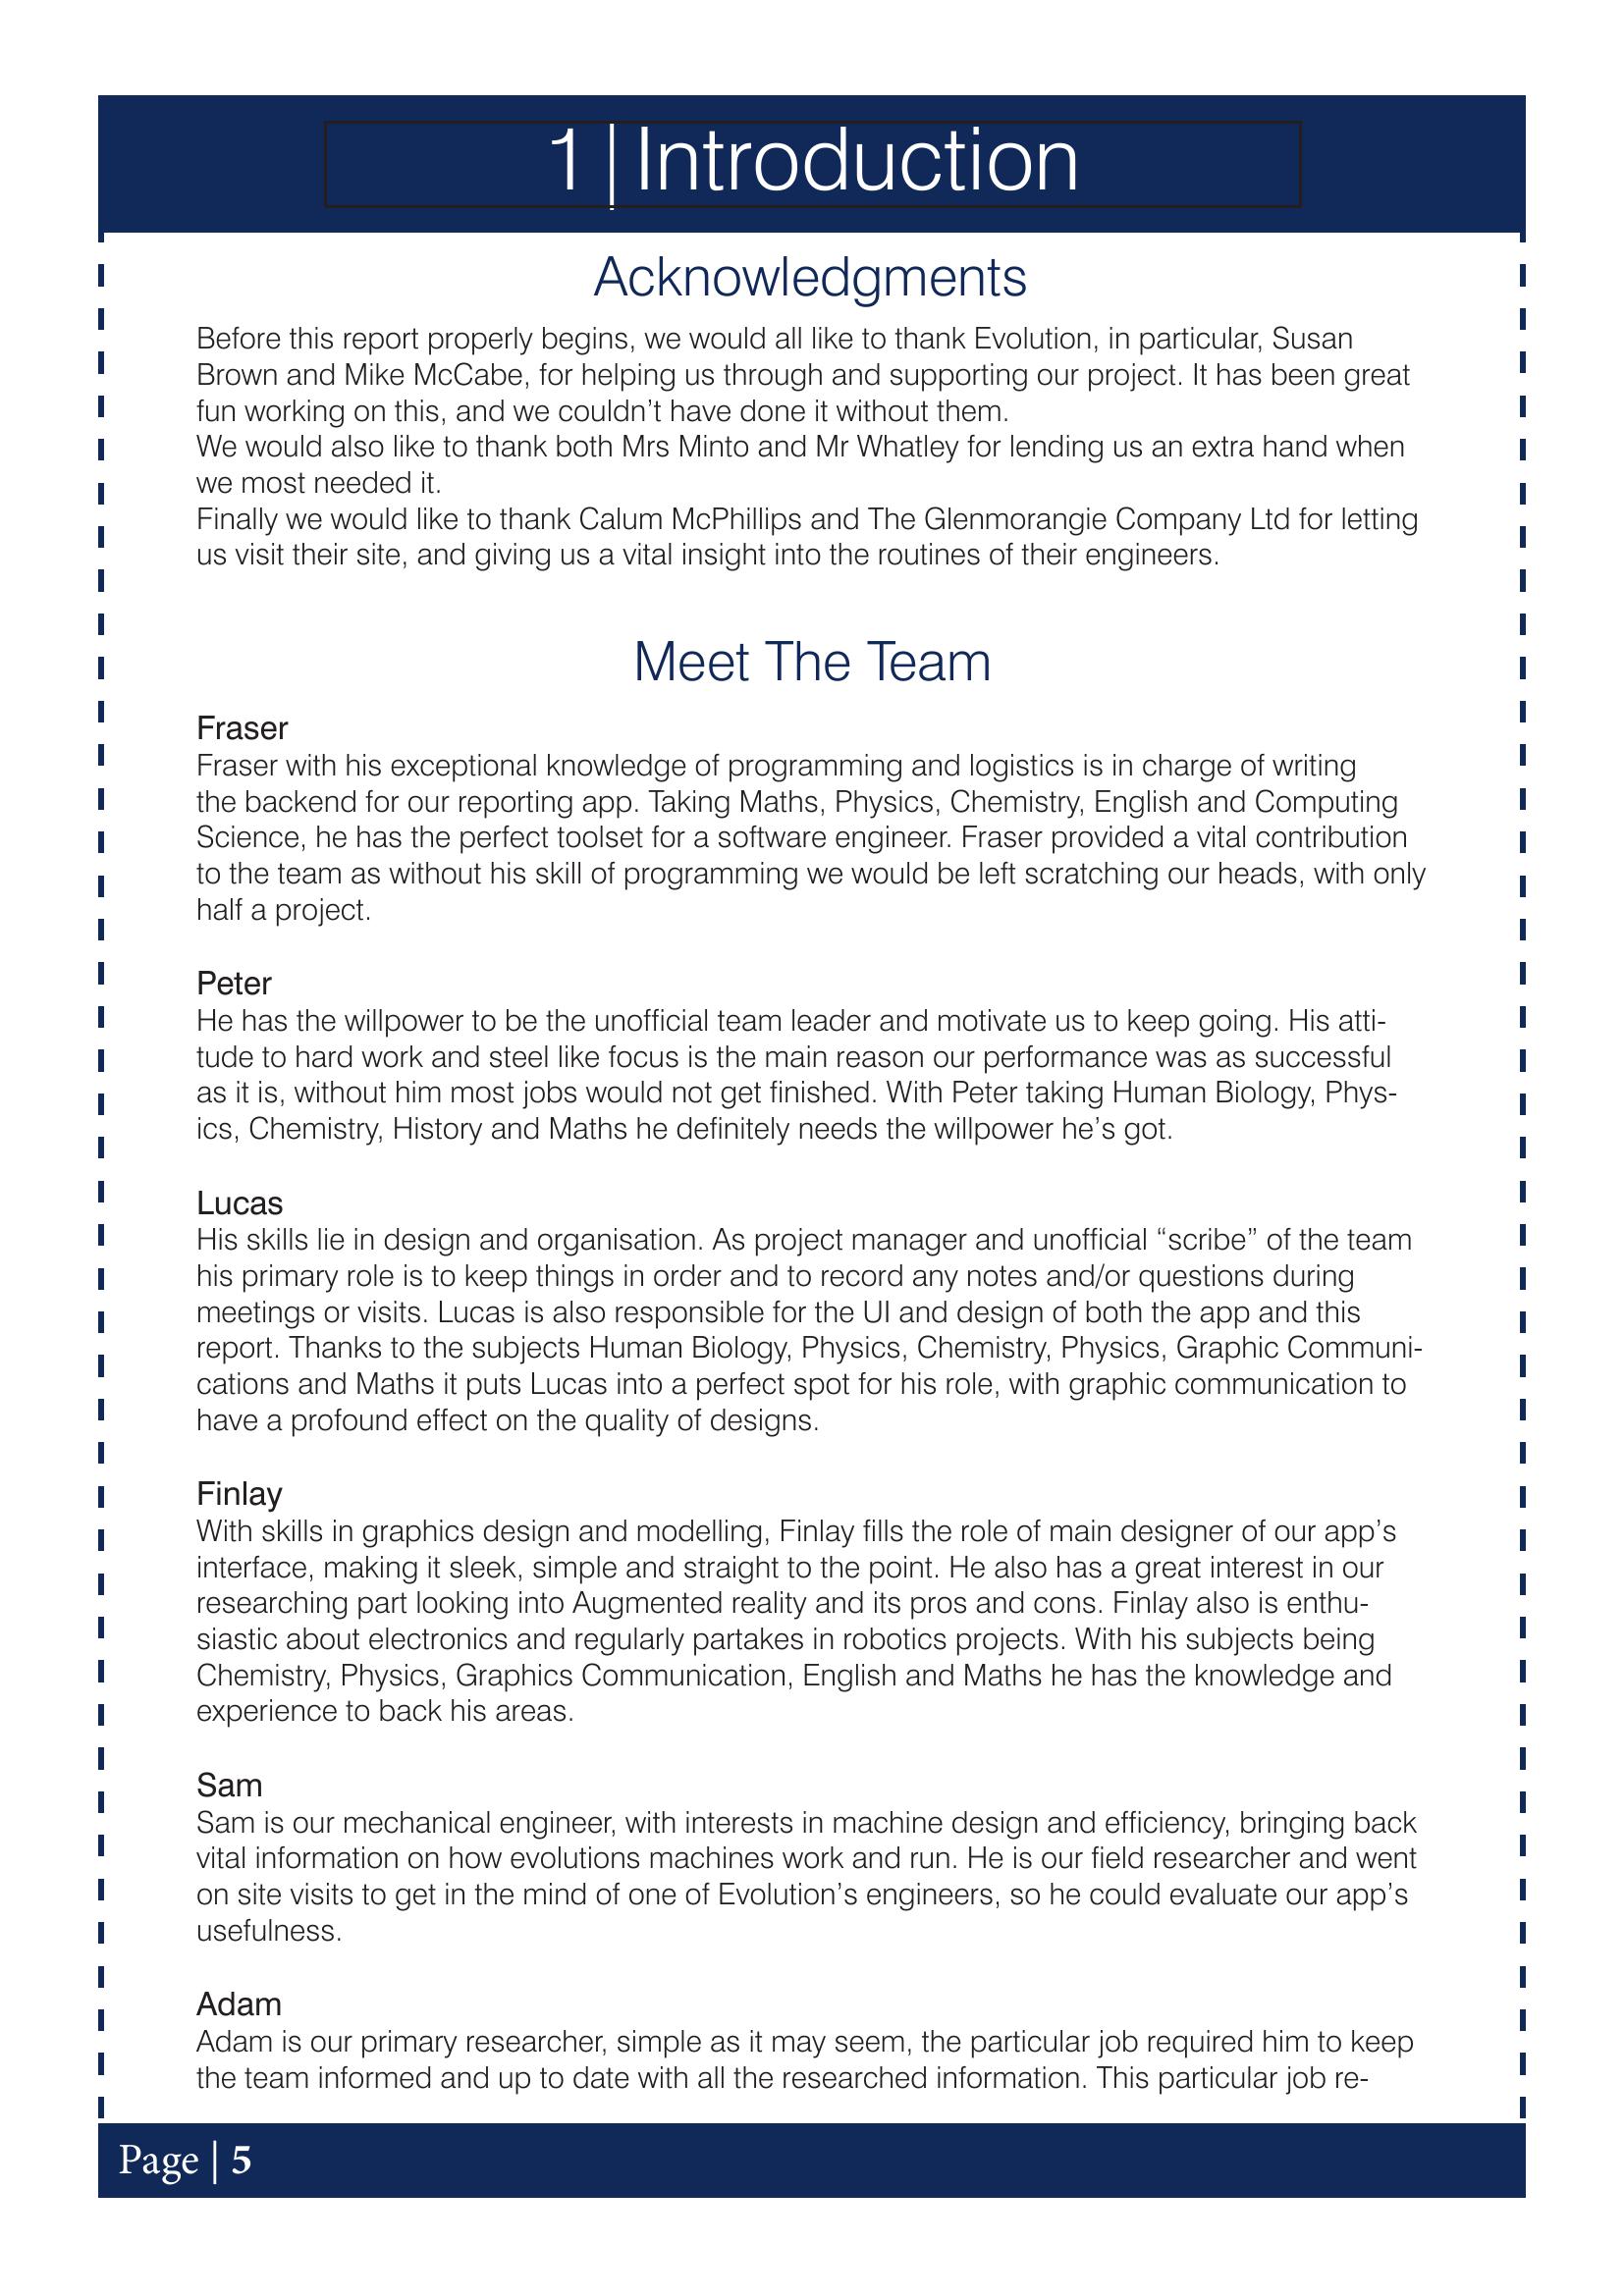 1 | Introduction
Acknowledgments
Before this report properly begins, we would all like to thank Evolution, in particular, Susan
Brown and Mike McCabe, for helping us through and supporting our project. It has been great
fun working on this, and we couldn’t have done it without them.
We would also like to thank both Mrs Minto and Mr Whatley for lending us an extra hand when
we most needed it.
Finally we would like to thank Calum McPhillips and The Glenmorangie Company Ltd for letting
us visit their site, and giving us a vital insight into the routines of their engineers.
Meet The Team
Fraser
Fraser with his exceptional knowledge of programming and logistics is in charge of writing
the backend for our reporting app. Taking Maths, Physics, Chemistry, English and Computing
Science, he has the perfect toolset for a software engineer. Fraser provided a vital contribution
to the team as without his skill of programming we would be left scratching our heads, with only
half a project.
Peter
He has the willpower to be the unofficial team leader and motivate us to keep going. His atti-
tude to hard work and steel like focus is the main reason our performance was as successful
as it is, without him most jobs would not get finished. With Peter taking Human Biology, Phys-
ics, Chemistry, History and Maths he definitely needs the willpower he’s got.
Lucas
His skills lie in design and organisation. As project manager and unofficial “scribe” of the team
his primary role is to keep things in order and to record any notes and/or questions during
meetings or visits. Lucas is also responsible for the UI and design of both the app and this
report. Thanks to the subjects Human Biology, Physics, Chemistry, Physics, Graphic Communi-
cations and Maths it puts Lucas into a perfect spot for his role, with graphic communication to
have a profound effect on the quality of designs.
Finlay
With skills in graphics design and modelling, Finlay fills the role of main designer of our app’s
interface, making it sleek, simple and straight to the point. He also has a great interest in our
researching part looking into Augmented reality and its pros and cons. Finlay also is enthu-
siastic about electronics and regularly partakes in robotics projects. With his subjects being
Chemistry, Physics, Graphics Communication, English and Maths he has the knowledge and
experience to back his areas.
Sam
Sam is our mechanical engineer, with interests in machine design and efficiency, bringing back
vital information on how evolutions machines work and run. He is our field researcher and went
on site visits to get in the mind of one of Evolution’s engineers, so he could evaluate our app’s
usefulness.
Adam
Adam is our primary researcher, simple as it may seem, the particular job required him to keep
the team informed and up to date with all the researched information. This particular job re-
Page | 5